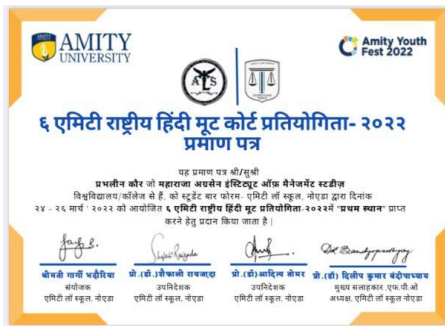 AMITY
UNIVERSITY
Amity Youth
Fest 2022
ALS
६ एमिटी राष्ट्रीय हिंदी मूट कोर्ट प्रतियोगिता- २०२२
प्रमाण पत्र
यह प्रमाण पत्र श्री/सुश्री
प्रभलीन कौर जो महाराजा अग्रसेन इंस्टिट्यूट ऑफ़ मैनेजमेंट स्टडीज़
विश्वविद्यालय/कॉलेज से हैं, को स्टूडेंट बार फोरम- एमिटी लॉ स्कूल, नोएडा द्वारा दिनांक
२४ - २६ मार्च ' २०२२ को आयोजित ६ एमिटी राष्ट्रीय हिंदी मूट कोर्ट प्रतियोगिता-२०२२में "प्रथम स्थान" प्राप्त
करने हेतु प्रदान किया जाता है |
श्रीमती गार्गी भदौरिया
संयोजक
एमिटी लॉ स्कूल, नोएडा
प्रो.(डॉ.)शैफाली रायजादा
उपनिदेशक
एमिटी लॉ स्कूल, नोएडा
प्रो.(डॉ)आदित्य तोमर
उपनिदेशक
एमिटी लॉ स्कूल, नोएडा
प्रो.(डॉ) दिलीप कुमार बंदोपाध्याय
मुख्य सलाहकार ,एफ.पी.ओ
अध्यक्ष, एमिटी लॉ स्कूल नोएडा